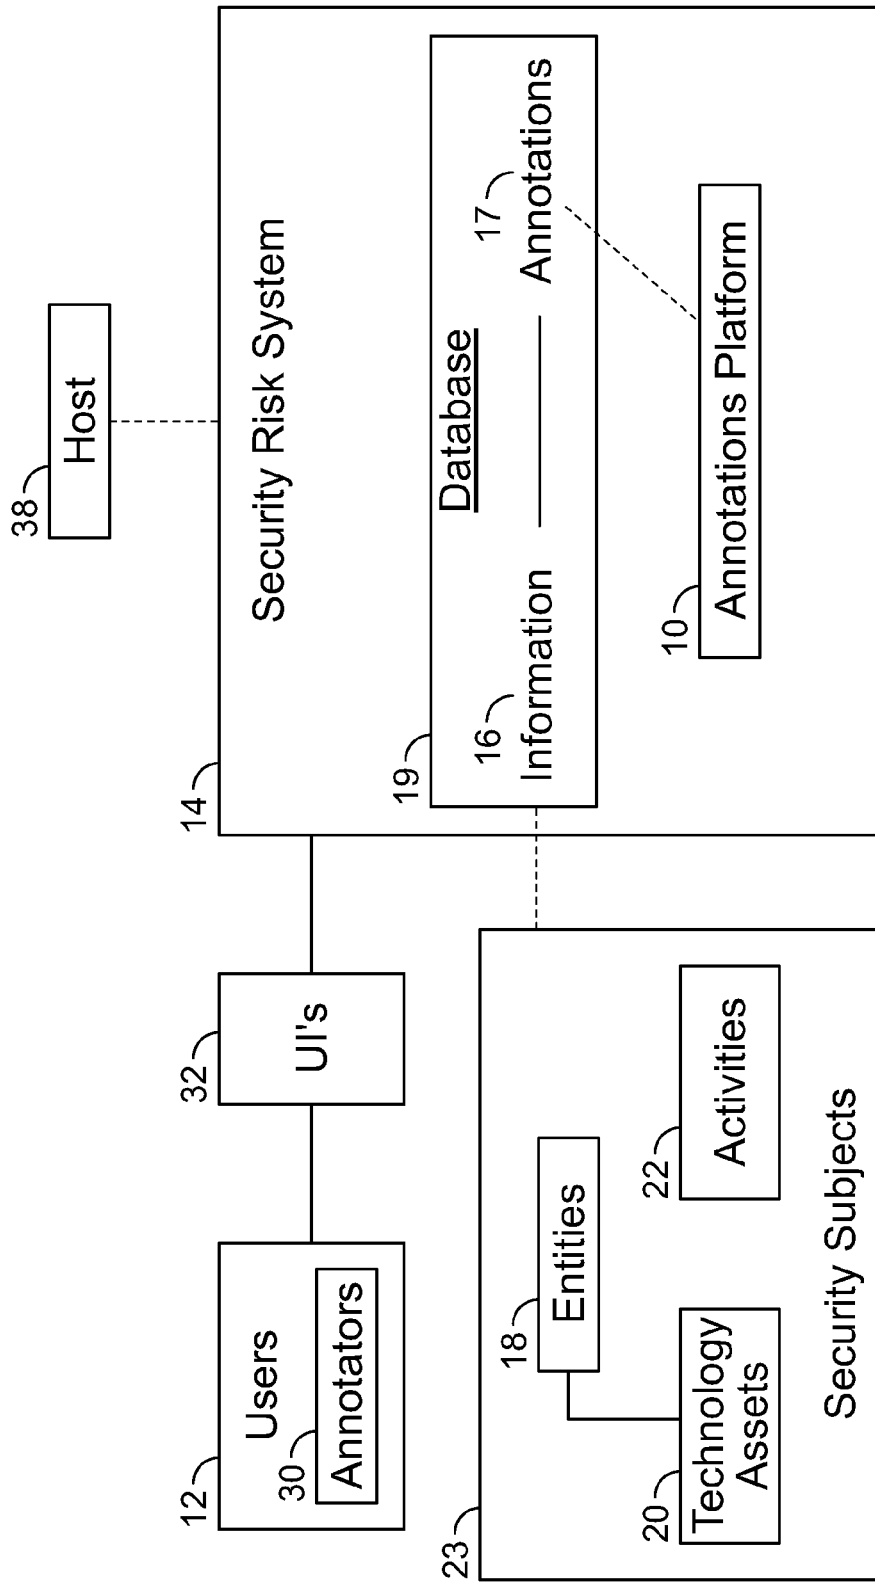 38
Host
12
Users
30
Annotators
32
UI's
14
Security Risk System
19
Database
16
Information
17
Annotations
10
Annotations Platform
23
18
Entities
20
Technology
Assets
22
Activities
Security Subjects